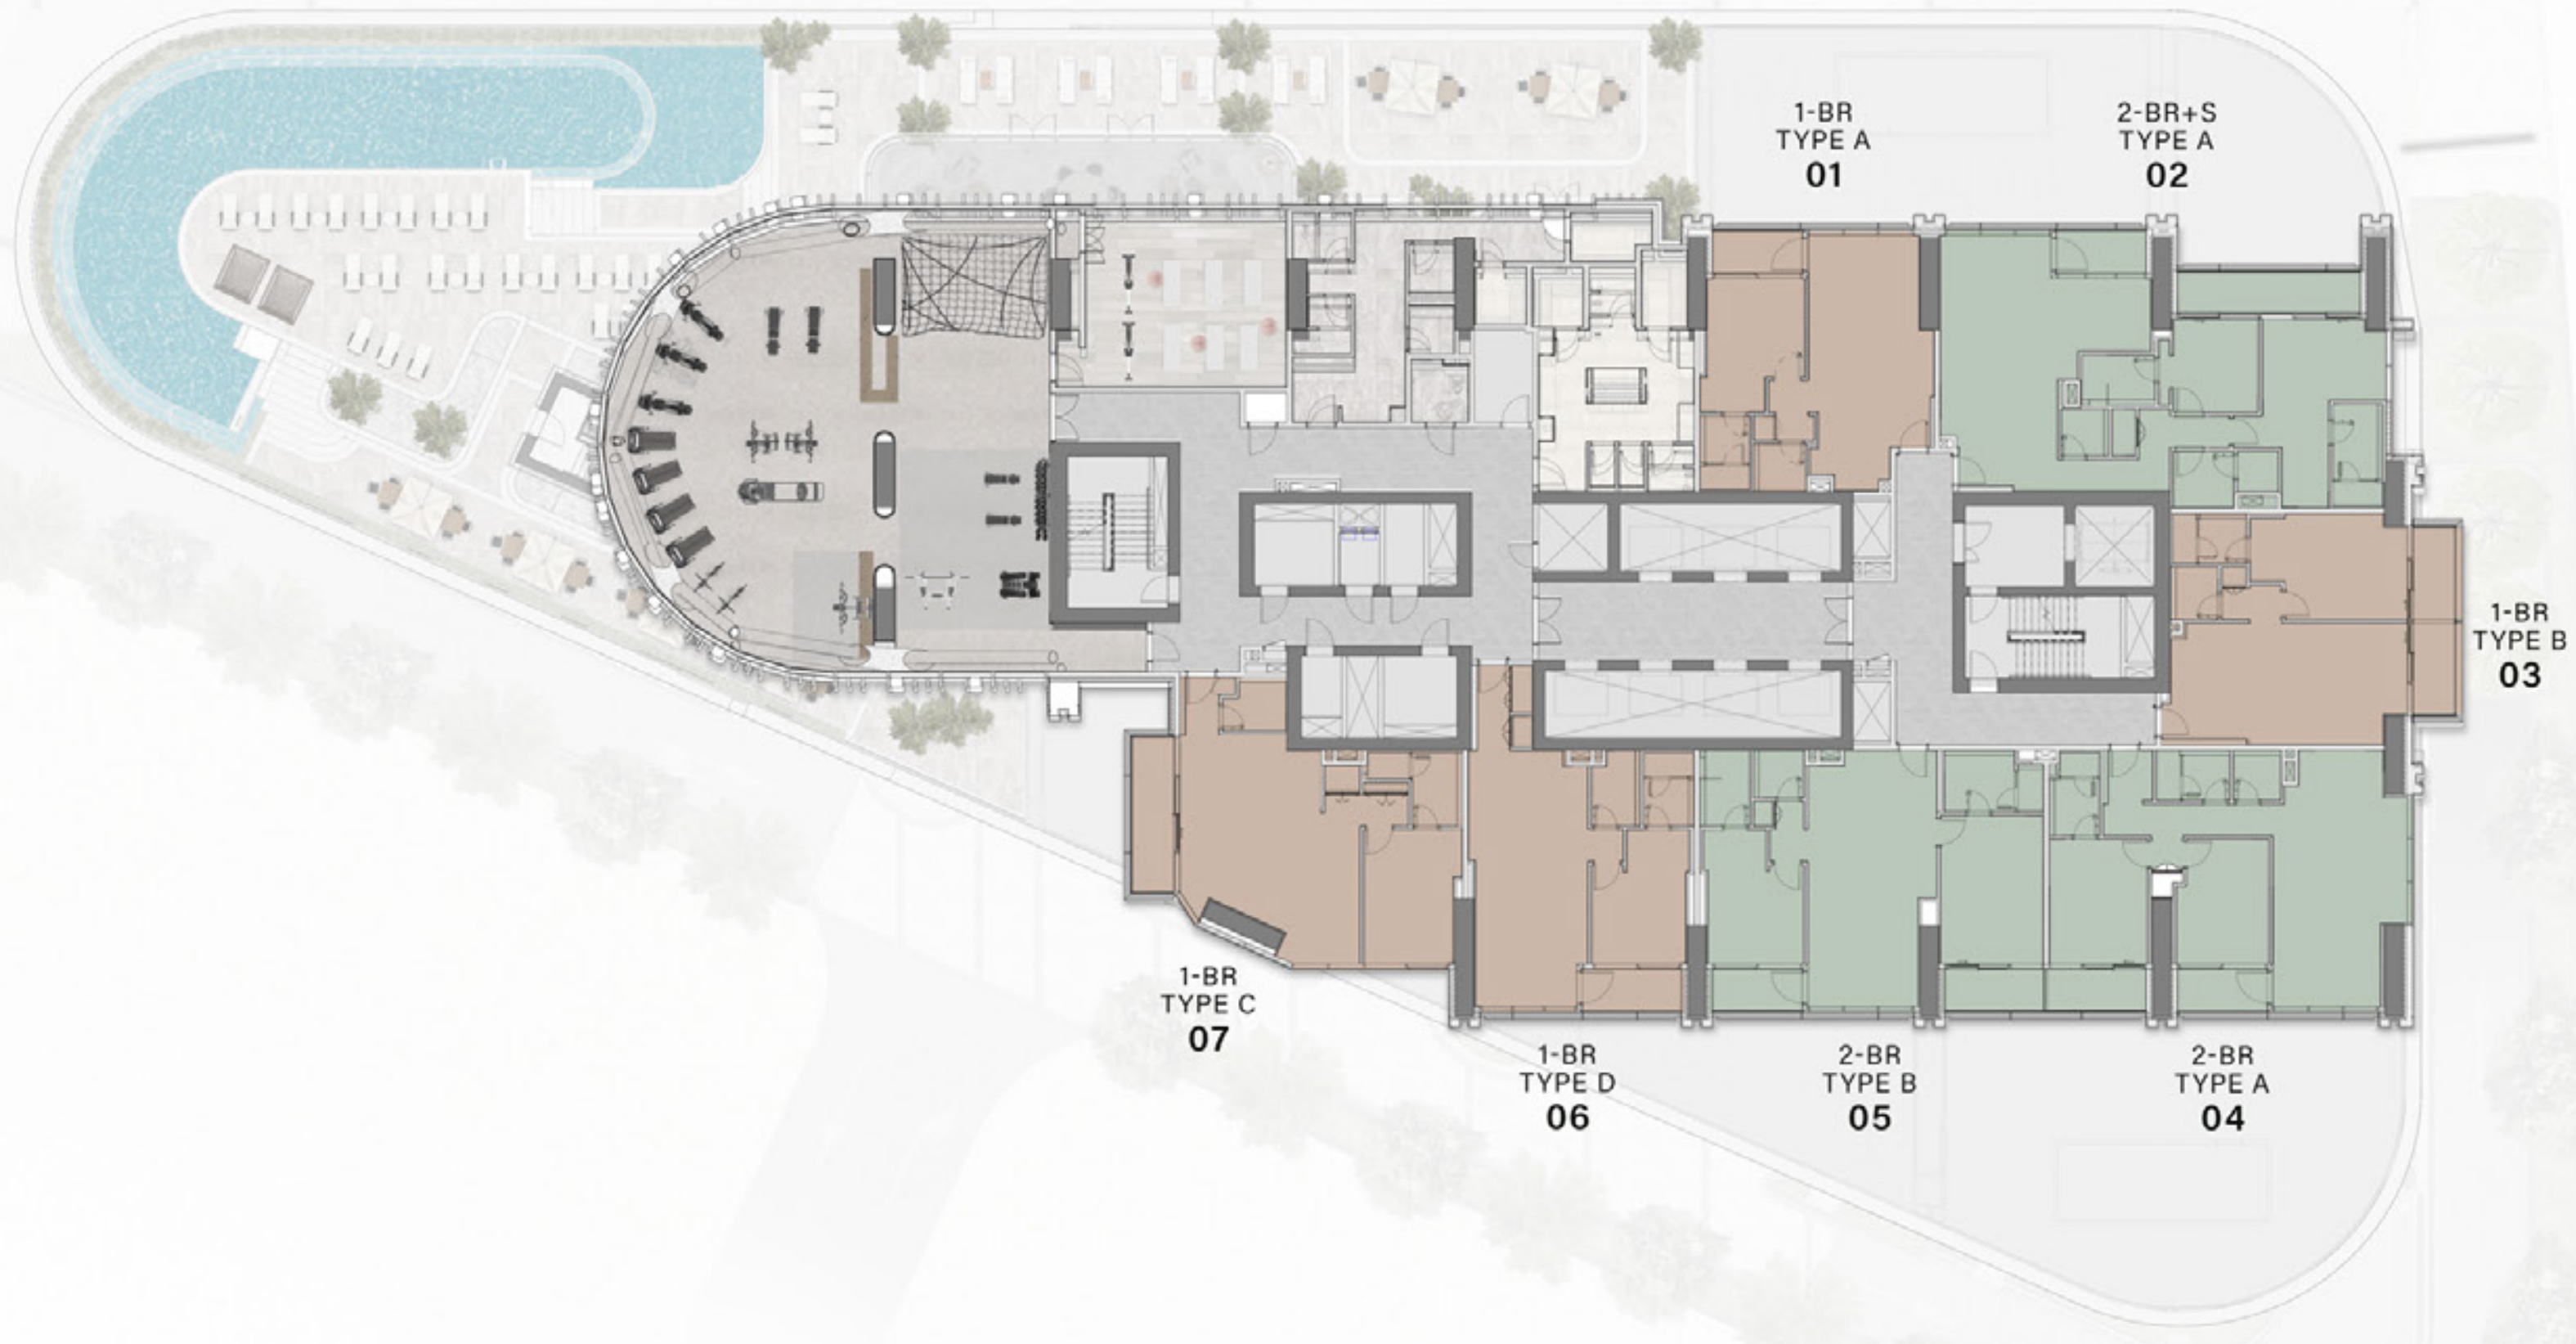 1-BR
TYPE A
01
2-BR+S
TYPE A
02
1-BR
TYPE B
03
1-BR
TYPE C
07
1-BR
TYPE D
06
2-BR
TYPE B
05
2-BR
TYPE A
04